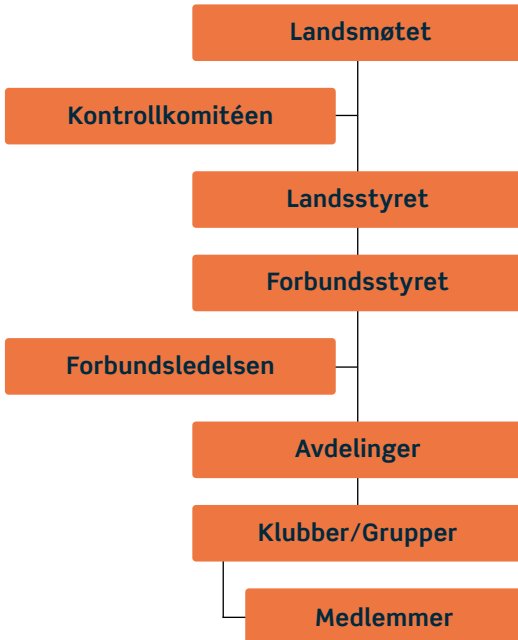 Landsmøtet
Kontrollkomitéen
Landsstyret
Forbundsstyret
Forbundsledelsen
Avdelinger
Klubber/Grupper
Medlemmer